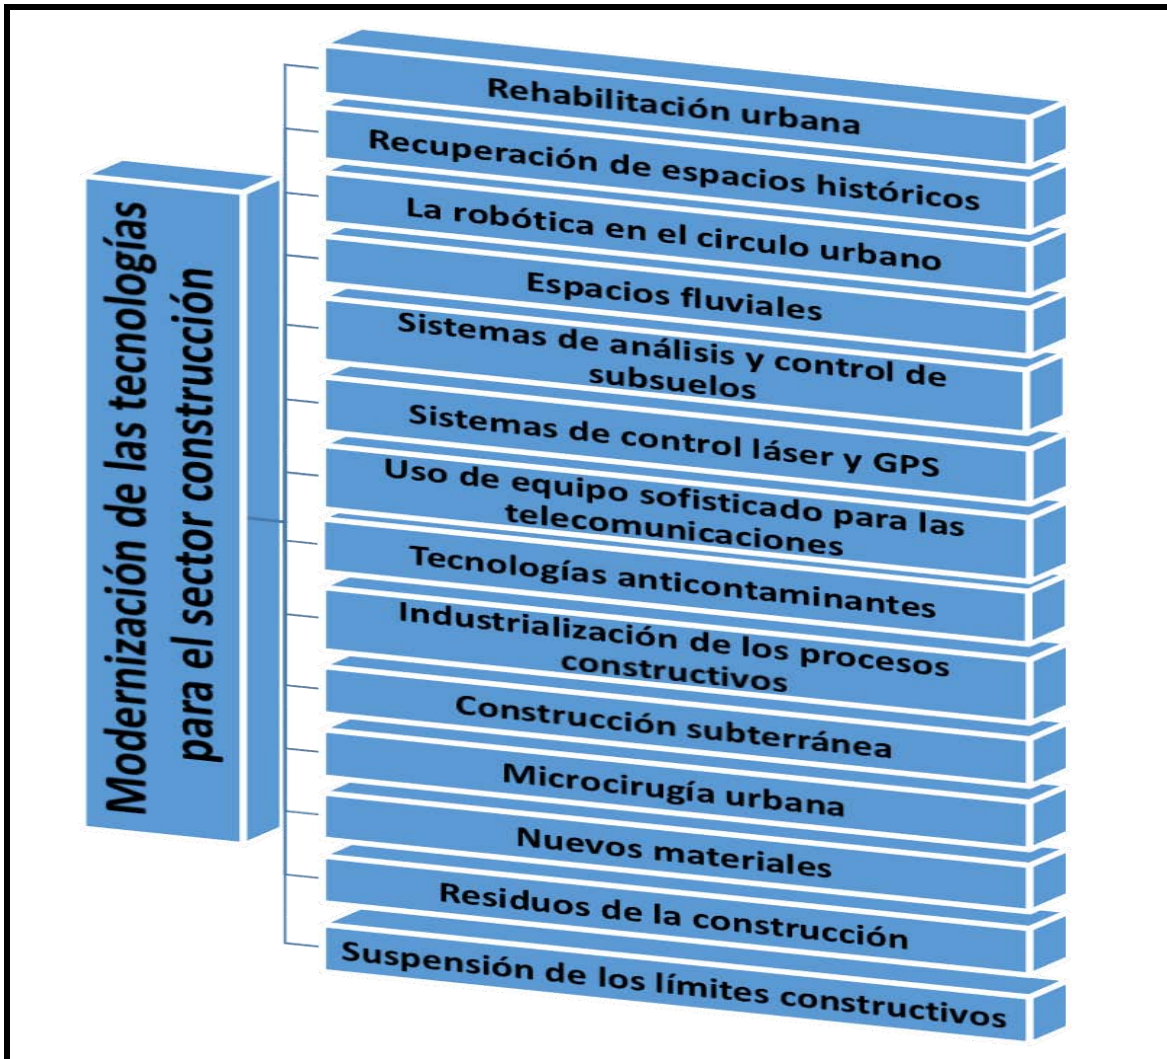 Modernización de las tecnologías
para el sector construcción
Rehabilitación urbana
Recuperación de espacios históricos
La robótica en el circulo urbano
Espacios fluviales
Sistemas de análisis y control de
subsuelos
Sistemas de control láser y GPS
Uso de equipo sofisticado para las
telecomunicaciones
Tecnologías anticontaminantes
Industrialización de los procesos
constructivos
Construcción subterránea
Microcirugía urbana
Nuevos materiales
Residuos de la construcción
Suspensión de los límites constructivos